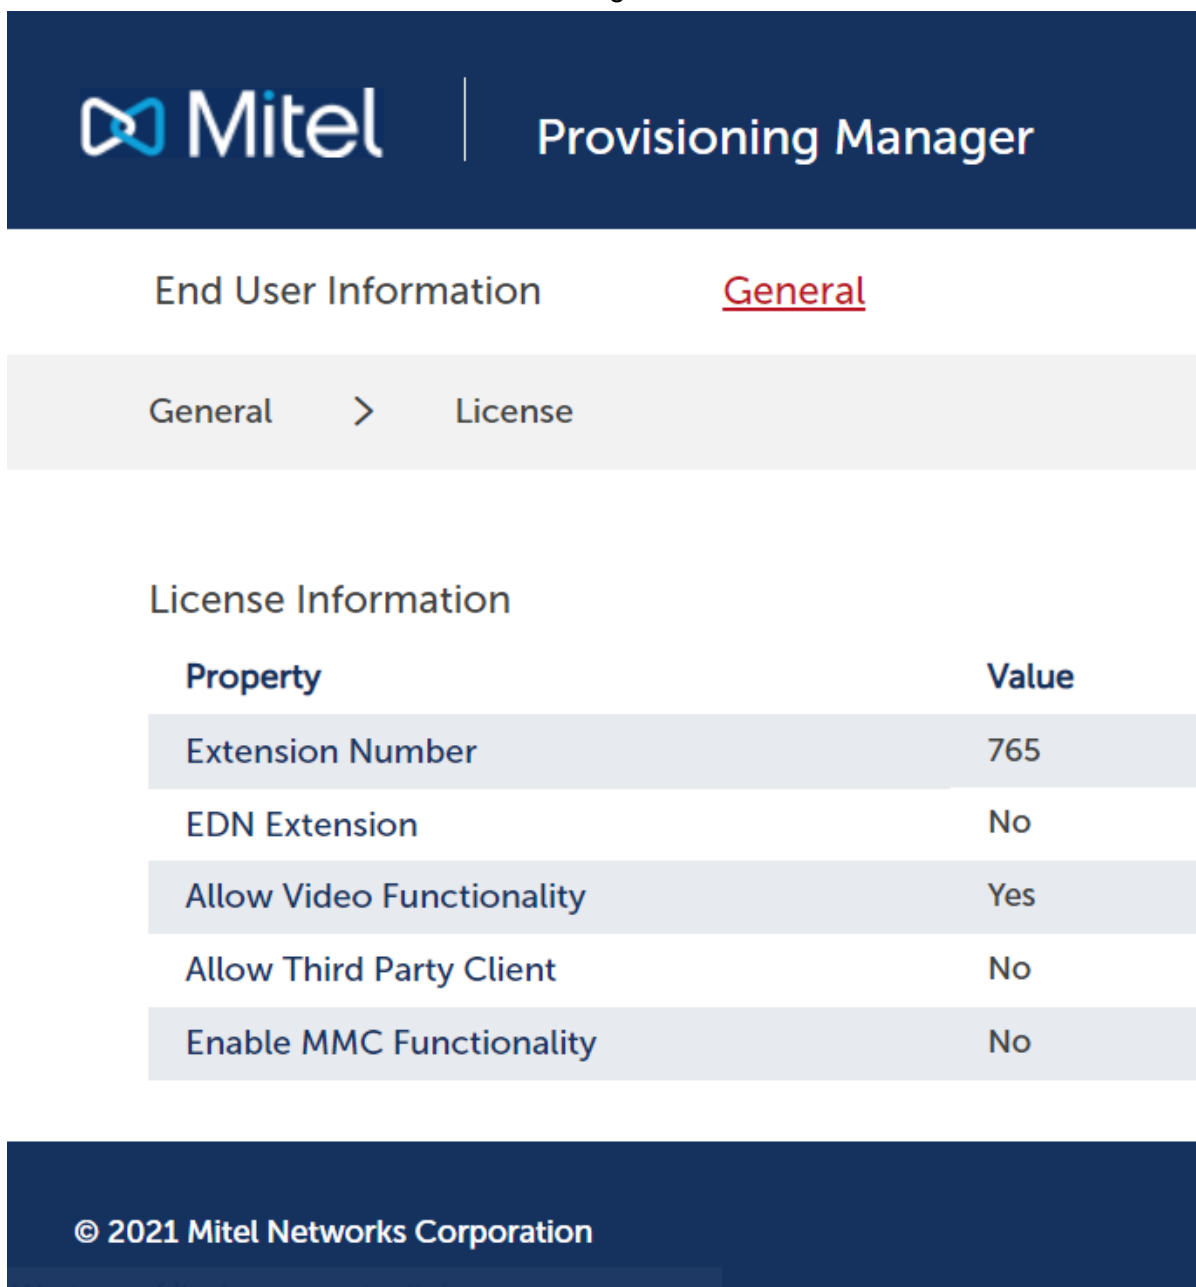 Mitel Provisioning Manager
End User Information General
General > License
License Information
Property Value
Extension Number 765
EDN Extension No
Allow Video Functionality Yes
Allow Third Party Client No
Enable MMC Functionality No
© 2021 Mitel Networks Corporation